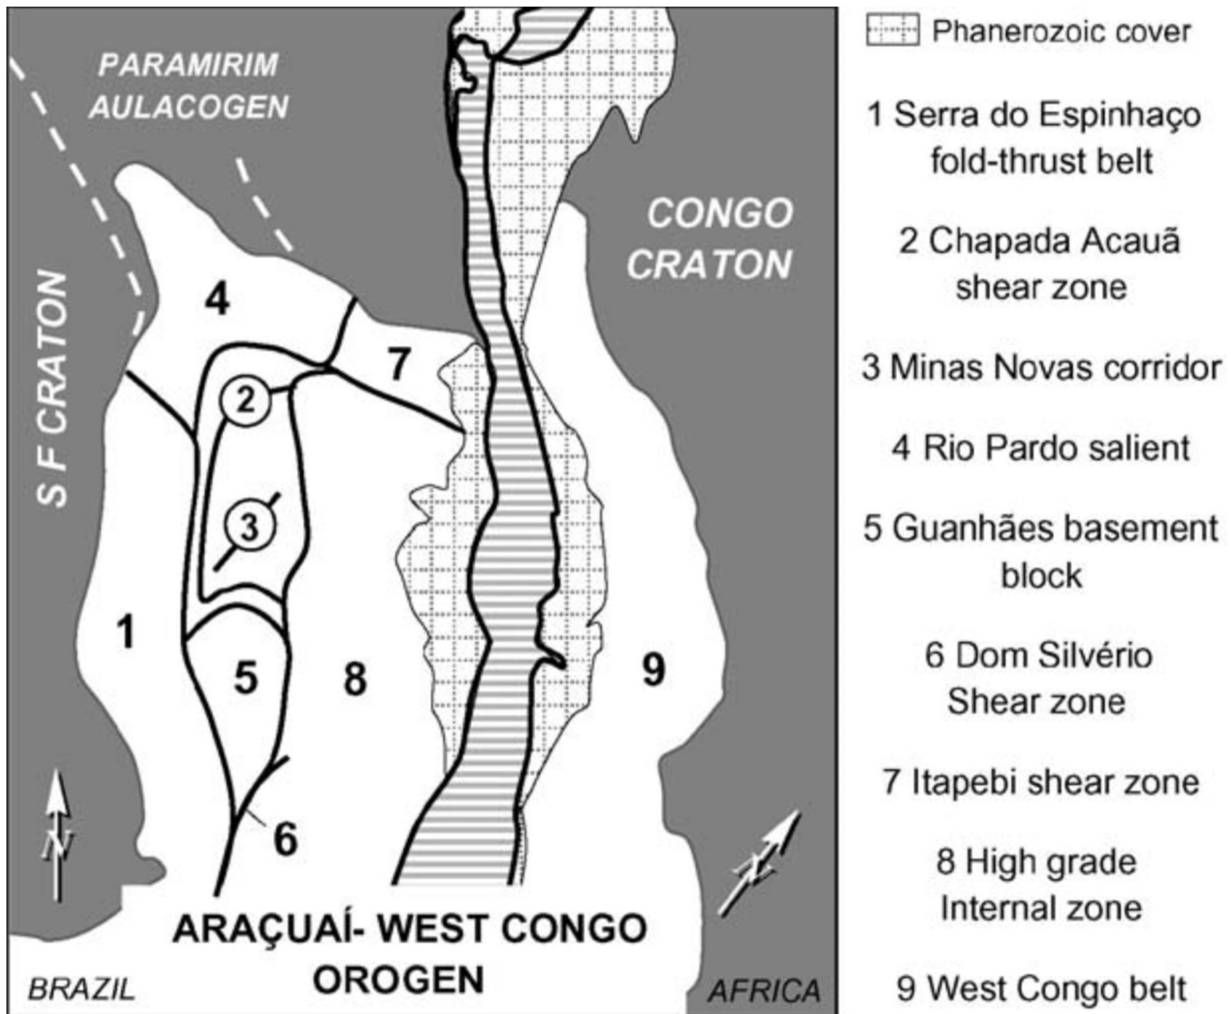 PARAMIRIM
AULACOGEN
S F CRATON
CONGO
CRATON
4
7
2
3
1
5
8
9
6
N
N
ARAÇUAÍ- WEST CONGO
OROGEN
BRAZIL
AFRICA
Phanerozoic cover
1 Serra do Espinhaço
fold-thrust belt
2 Chapada Acauã
shear zone
3 Minas Novas corridor
4 Rio Pardo salient
5 Guanhães basement
block
6 Dom Silvério
Shear zone
7 Itapebi shear zone
8 High grade
Internal zone
9 West Congo belt